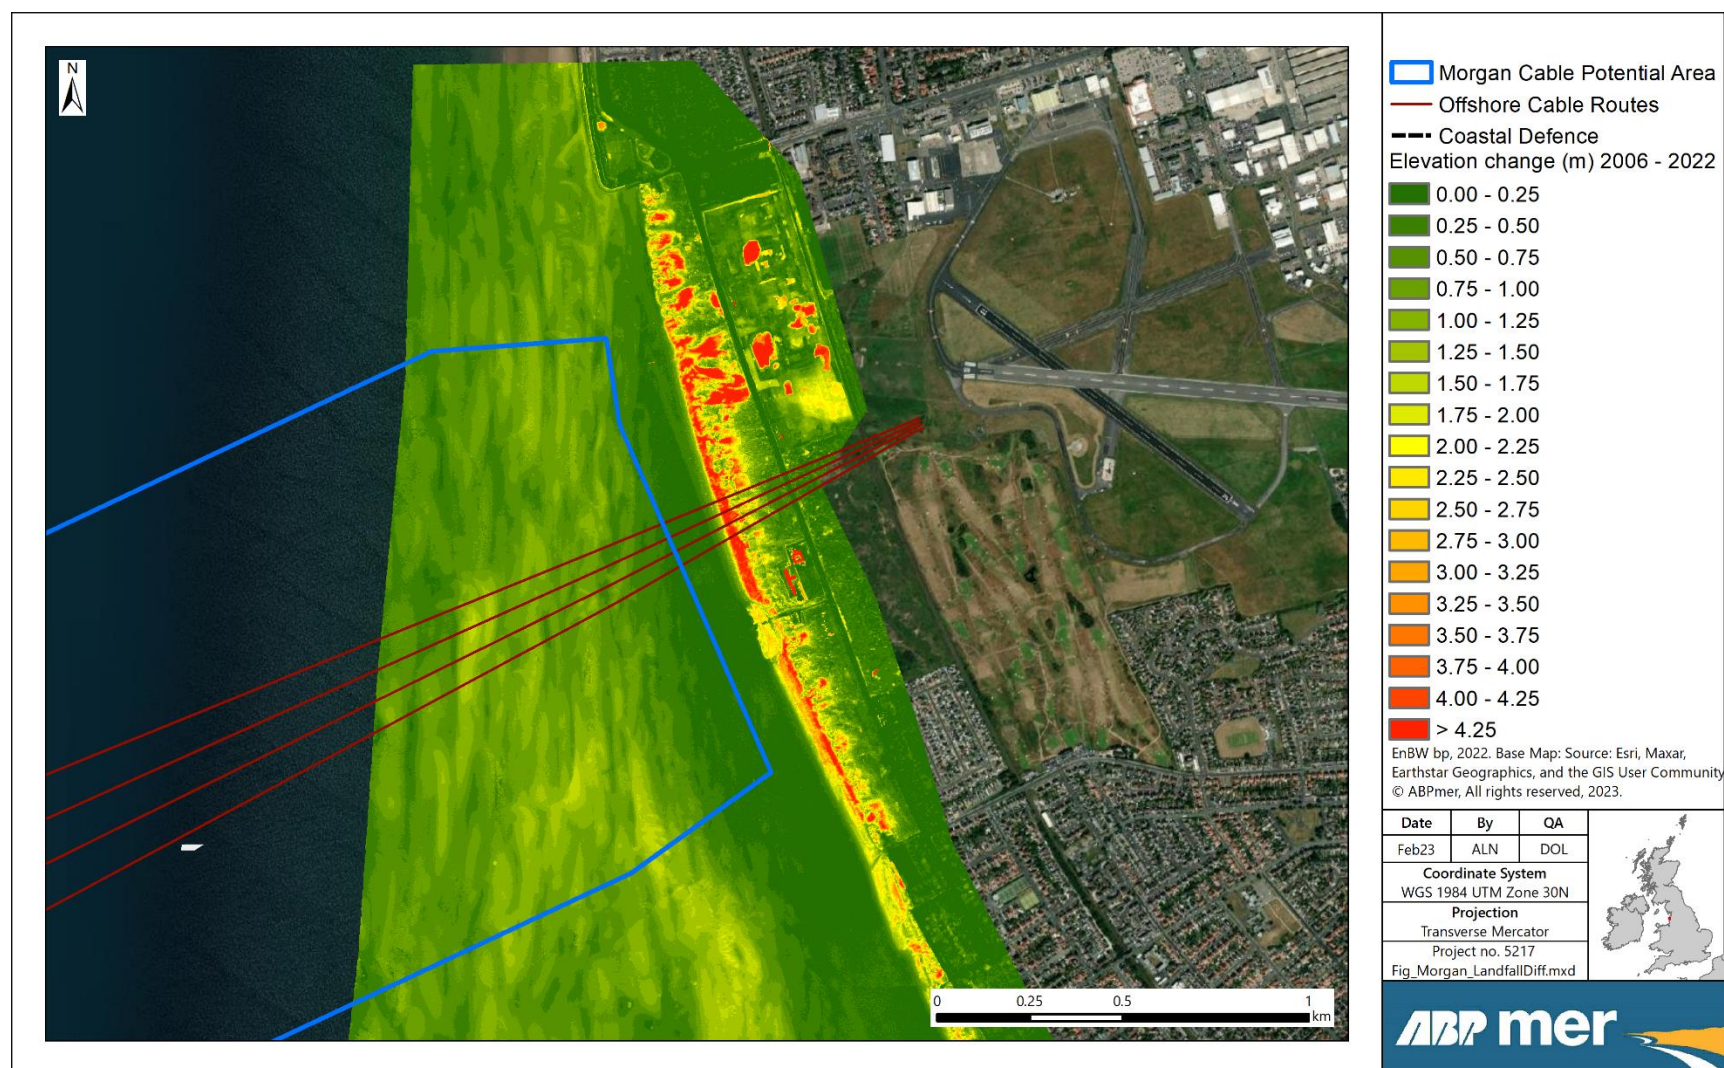 N
Morgan Cable Potential Area
Offshore Cable Routes
Coastal Defence
Elevation change (m) 2006 - 2022
0.00 - 0.25
0.25 - 0.50
0.50 - 0.75
0.75 - 1.00
1.00 - 1.25
1.25 - 1.50
1.50 - 1.75
1.75 - 2.00
2.00 - 2.25
2.25 - 2.50
2.50 - 2.75
2.75 - 3.00
3.00 - 3.25
3.25 - 3.50
3.50 - 3.75
3.75 - 4.00
4.00 - 4.25
> 4.25
EnBW bp, 2022. Base Map: Source: Esri, Maxar,
Earthstar Geographics, and the GIS User Community
© ABPmer, All rights reserved, 2023.
Date By QA
Feb23 ALN DOL
Coordinate System
WGS 1984 UTM Zone 30N
Projection
Transverse Mercator
Project no. 5217
Fig_Morgan_LandfallDiff.mxd
0 0.25 0.5 1
km
ABPmer